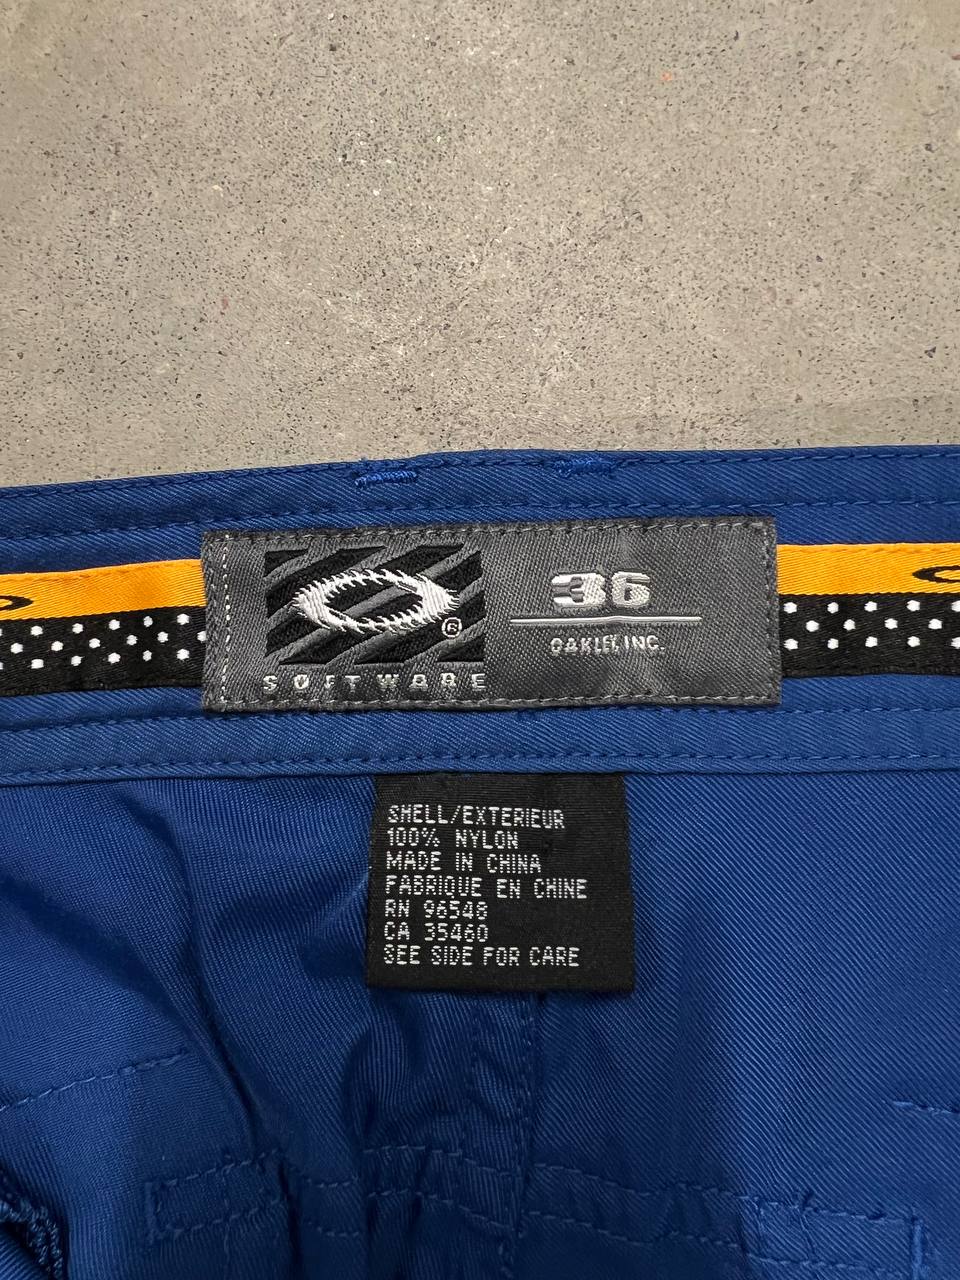 36
OAKLEY, INC.
®
SOFTWARE
SHELL/EXTERIEUR
100% NYLON
MADE IN CHINA
FABRIQUE EN CHINE
RN 96548
CA 35460
SEE SIDE FOR CARE